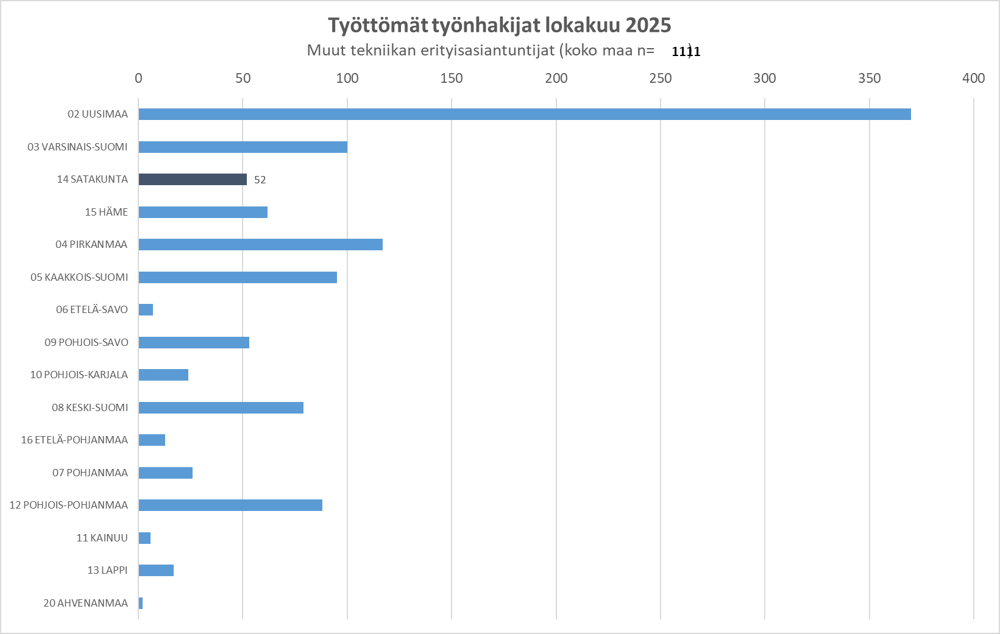 Työttömät työnhakijat lokakuu 2025
Muut tekniikan erityisasiantuntijat (koko maa n= 1111)
0 50 100 150 200 250 300 350 400
02 UUSIMAA
03 VARSINAIS-SUOMI
14 SATAKUNTA 52
15 HÄME
04 PIRKANMAA
05 KAAKKOIS-SUOMI
06 ETELÄ-SAVO
09 POHJOIS-SAVO
10 POHJOIS-KARJALA
08 KESKI-SUOMI
16 ETELÄ-POHJANMAA
07 POHJANMAA
12 POHJOIS-POHJANMAA
11 KAINUU
13 LAPPI
20 AHVENANMAA